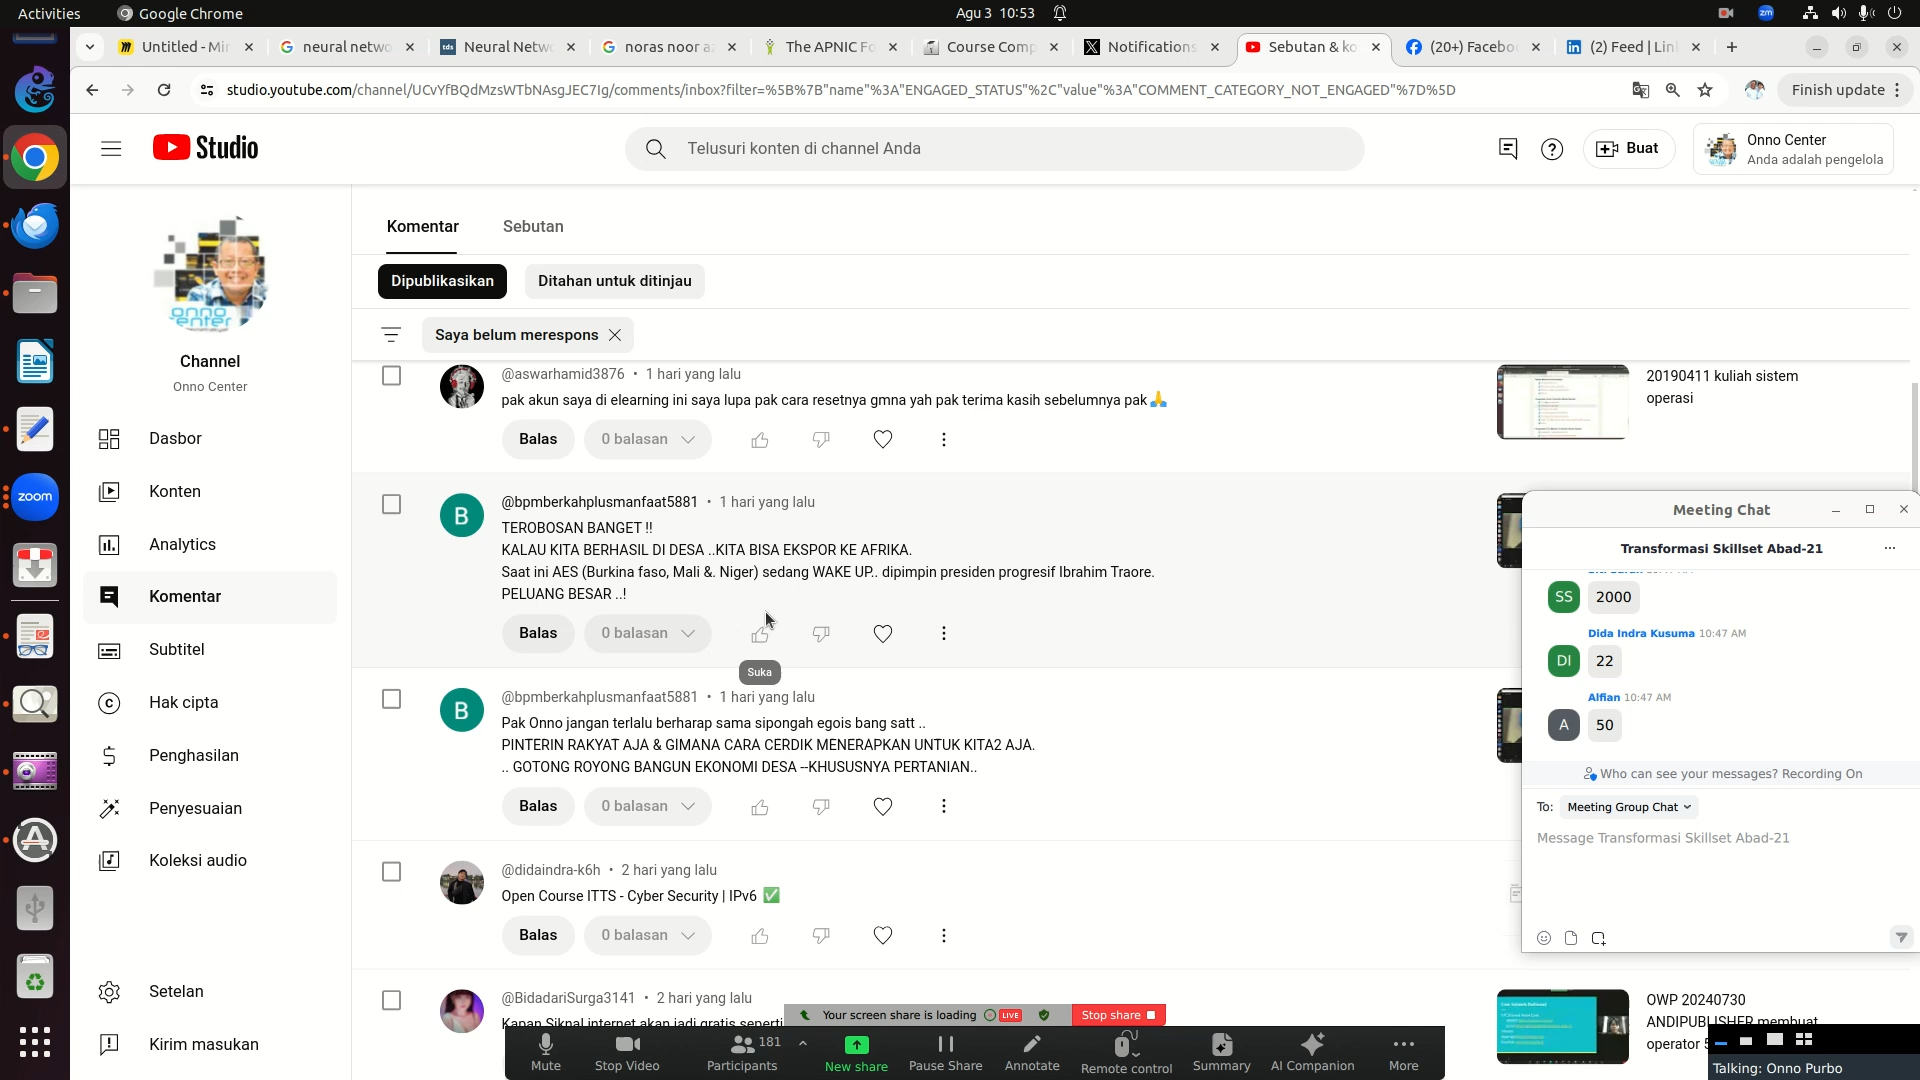 Activities
Google Chrome
Agu 3 10:53
zm
Untitled - Mir
neural netwo
Neural Netw
noras noor a
The APNIC Fo
Course Comp
Notifications
Sebutan & ko
(20+) Facebo
(2) Feed | Lin
studio.youtube.com/channel/UCvYfBQdMzsWTbNAsgJEC7Ig/comments/inbox?filter=%5B%7B"name"%3A"ENGAGED_STATUS"%2C"value"%3A"COMMENT_CATEGORY_NOT_ENGAGED"%7D%5D
Finish update
Studio
Telusuri konten di channel Anda
Buat
Onno Center
Anda adalah pengelola
Channel
Onno Center
Dasbor
Konten
Analytics
Komentar
Subtitel
Hak cipta
Penghasilan
Penyesuaian
Koleksi audio
Setelan
Kirim masukan
Komentar
Sebutan
Dipublikasikan
Ditahan untuk ditinjau
Saya belum merespons
@aswarhamid3876 • 1 hari yang lalu
pak akun saya di elearning ini saya lupa pak cara resetnya gmna yah pak terima kasih sebelumnya pak🙏
Balas
0 balasan
20190411 kuliah sistem
operasi
B
@bpmberkahplusmanfaat5881 • 1 hari yang lalu
TEROBOSAN BANGET !!
KALAU KITA BERHASIL DI DESA ..KITA BISA EKSPOR KE AFRIKA.
Saat ini AES (Burkina faso, Mali &. Niger) sedang WAKE UP.. dipimpin presiden progresif Ibrahim Traore.
PELUANG BESAR ..!
Balas
0 balasan
Suka
B
@bpmberkahplusmanfaat5881 • 1 hari yang lalu
Pak Onno jangan terlalu berharap sama sipongah egois bang satt ..
PINTERIN RAKYAT AJA & GIMANA CARA CERDIK MENERAPKAN UNTUK KITA2 AJA.
.. GOTONG ROYONG BANGUN EKONOMI DESA --KHUSUSNYA PERTANIAN..
Balas
0 balasan
@didaindra-k6h • 2 hari yang lalu
Open Course ITTS - Cyber Security | IPv6 ✅
Balas
0 balasan
@BidadariSurga3141 • 2 hari yang lalu
Kapan Siknal internet akan jadi gratis seperti
OWP 20240730
ANDIPUBLISHER membuat
operator 5
Meeting Chat
Transformasi Skillset Abad-21
SS
2000
Dida Indra Kusuma 10:47 AM
DI
22
Alfian 10:47 AM
A
50
Who can see your messages? Recording On
To:
Meeting Group Chat
Message Transformasi Skillset Abad-21
zoom
Your screen share is loading
LIVE
Stop share
Mute
Stop Video
Participants
181
New share
Pause Share
Annotate
Remote control
Summary
AI Companion
More
Talking: Onno Purbo